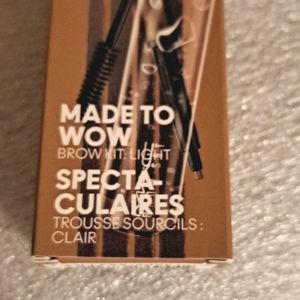 MADE TO
WOW
BROW KIT: LIGHT
SPECTA-
CULAIRES
TROUSSE SOURCILS :
CLAIR